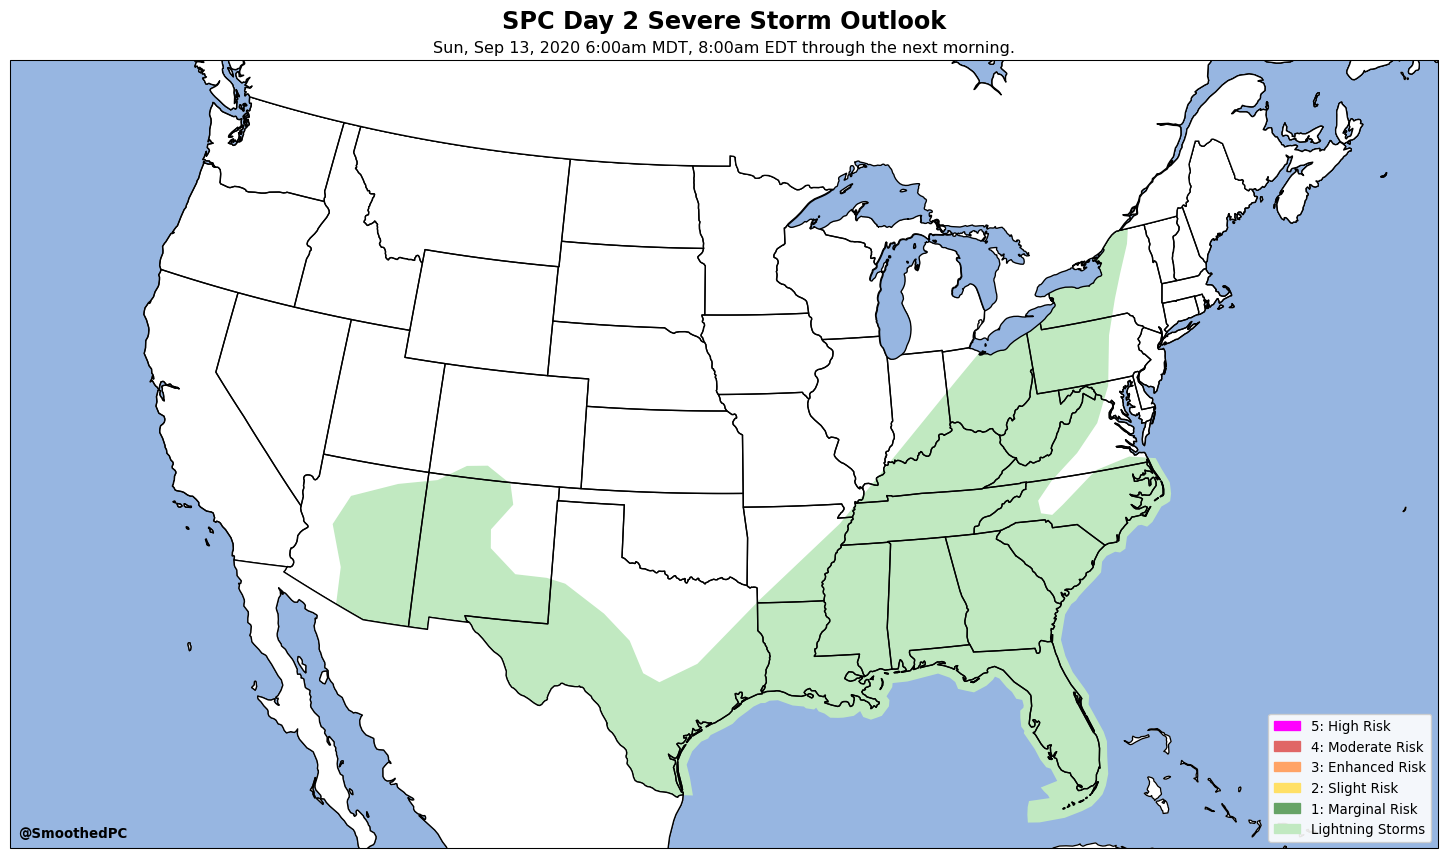 SPC Day 2 Severe Storm Outlook
Sun, Sep 13, 2020 6:00am MDT, 8:00am EDT through the next morning.
5: High Risk
4: Moderate Risk
3: Enhanced Risk
2: Slight Risk
1: Marginal Risk
Lightning Storms
@SmoothedPC